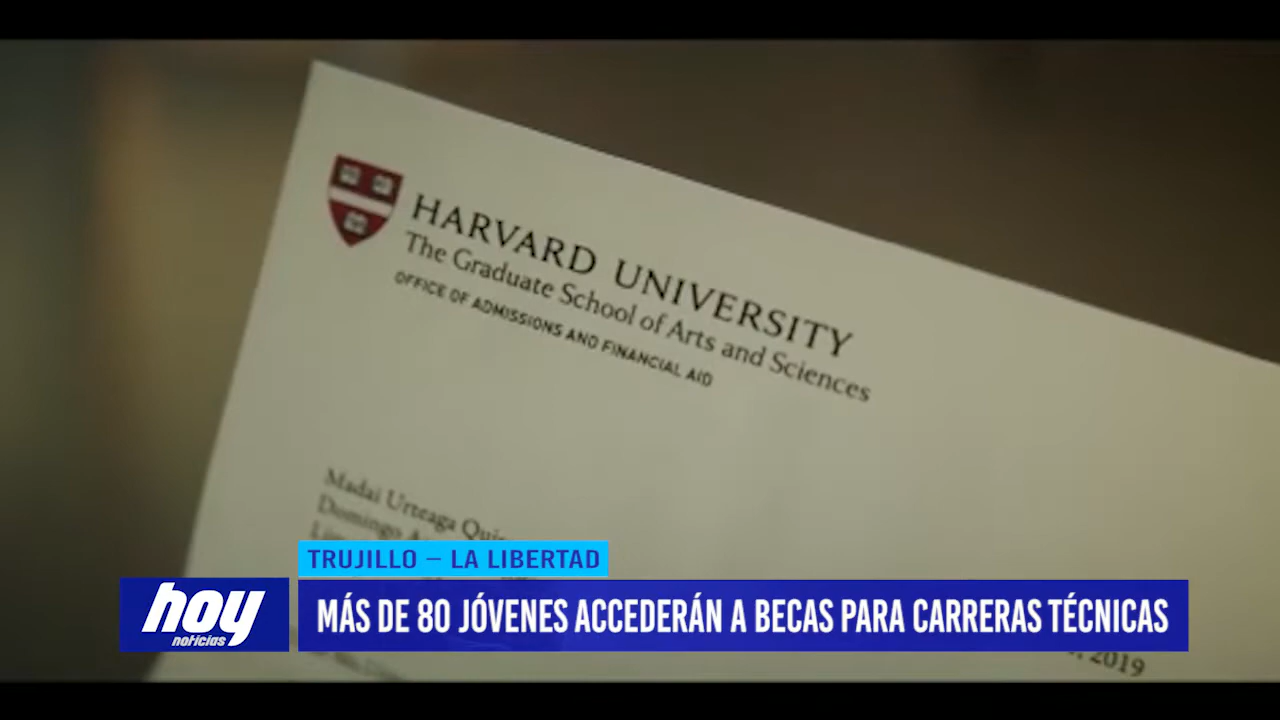 HARVARD UNIVERSITY
The Graduate School of Arts and Sciences
OFFICE OF ADMISSIONS AND FINANCIAL AID
Madai Urteaga
Domingo
TRUJILLO – LA LIBERTAD
hoy
noticias
MÁS DE 80 JÓVENES ACCEDERÁN A BECAS PARA CARRERAS TÉCNICAS
2019